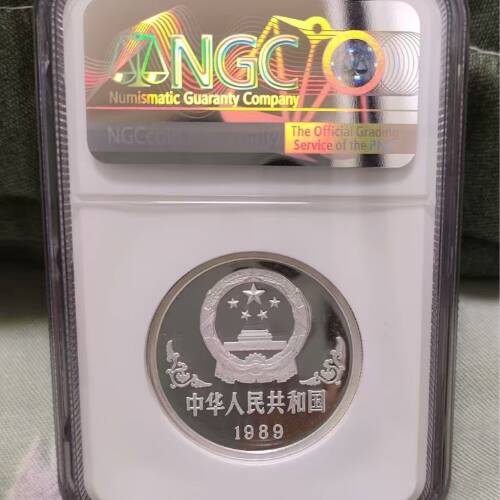 NGC
Numismatic Guaranty Company
The Official Grading
Service of the
中华人民共和国
1989